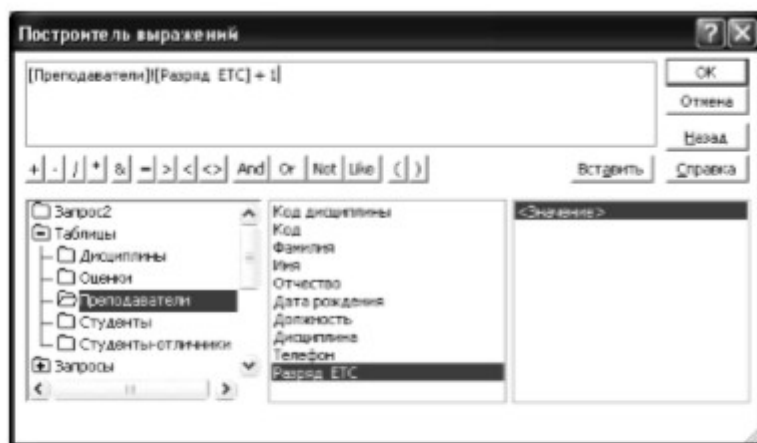 Построитель выражений
[Преподаватели]![Разряд ЕТС] + 1
OK
Отмена
Назад
+ - / * & = > < <> And Or Not Like ( )
Вставить
Справка
Запрос2
Таблицы
Дисциплины
Оценки
Преподаватели
Студенты
Студенты-отличники
Запросы
Код дисциплины
Код
Фамилия
Имя
Отчество
Дата рождения
Должность
Дисциплина
Телефон
Разряд ЕТС
<Значение>